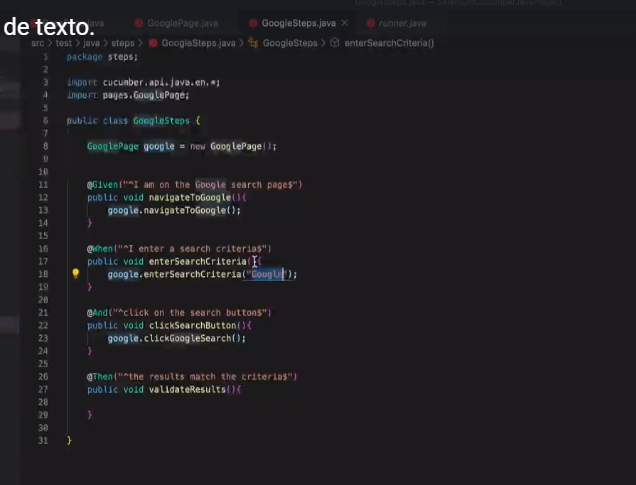 GoogleSteps.java — SeleniumCucumberJavaProject
de texto.
.java GooglePage.java GoogleSteps.java × runner.java
src > test > java > steps > GoogleSteps.java > GoogleSteps > enterSearchCriteria()
1 package steps;
2
3 import cucumber.api.java.en.*;
4 import pages.GooglePage;
5
6 public class GoogleSteps {
7
8 GooglePage google = new GooglePage();
9
10
11 @Given("^I am on the Google search page$")
12 public void navigateToGoogle(){
13 google.navigateToGoogle();
14 }
15
16 @When("^I enter a search criteria$")
17 public void enterSearchCriteria(){
18 google.enterSearchCriteria("Google");
19 }
20
21 @And("^click on the search button$")
22 public void clickSearchButton(){
23 google.clickGoogleSearch();
24 }
25
26 @Then("^the results match the criteria$")
27 public void validateResults(){
28
29 }
30
31 }